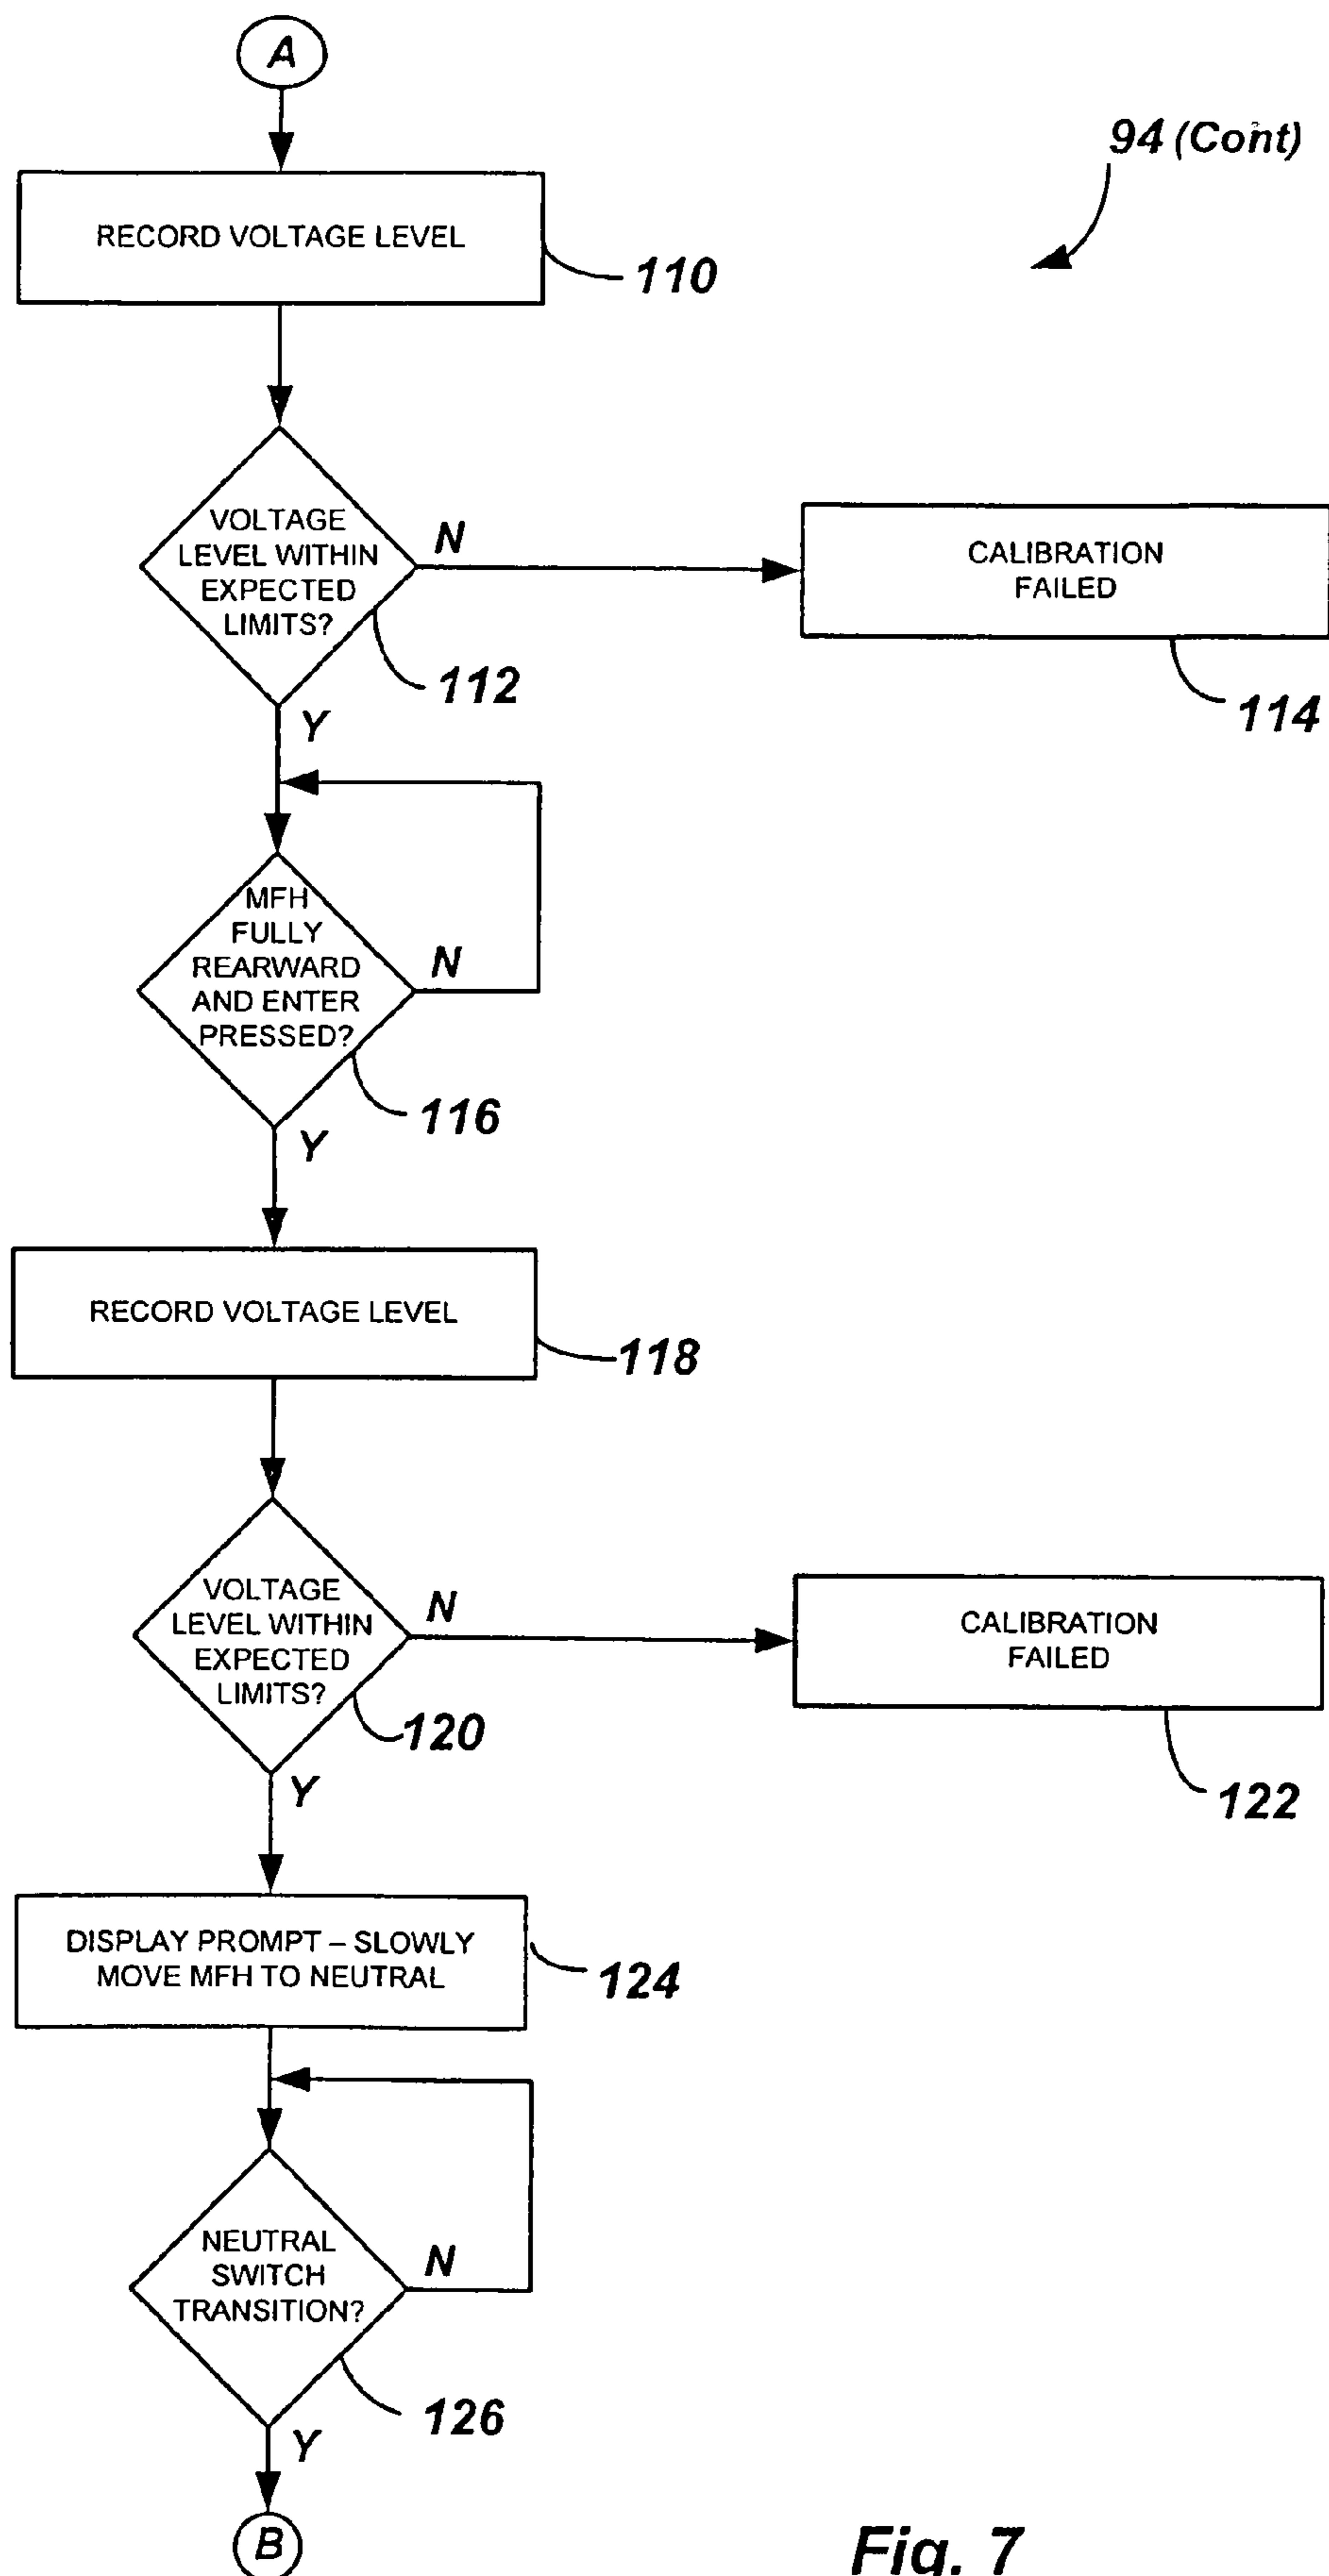 A
94 (Cont)
RECORD VOLTAGE LEVEL
110
VOLTAGE
LEVEL WITHIN
EXPECTED
LIMITS?
N
112
Y
CALIBRATION
FAILED
114
MFH
FULLY
REARWARD
AND ENTER
PRESSED?
N
116
Y
RECORD VOLTAGE LEVEL
118
VOLTAGE
LEVEL WITHIN
EXPECTED
LIMITS?
N
120
Y
CALIBRATION
FAILED
122
DISPLAY PROMPT – SLOWLY
MOVE MFH TO NEUTRAL
124
NEUTRAL
SWITCH
TRANSITION?
N
126
Y
B
Fig. 7